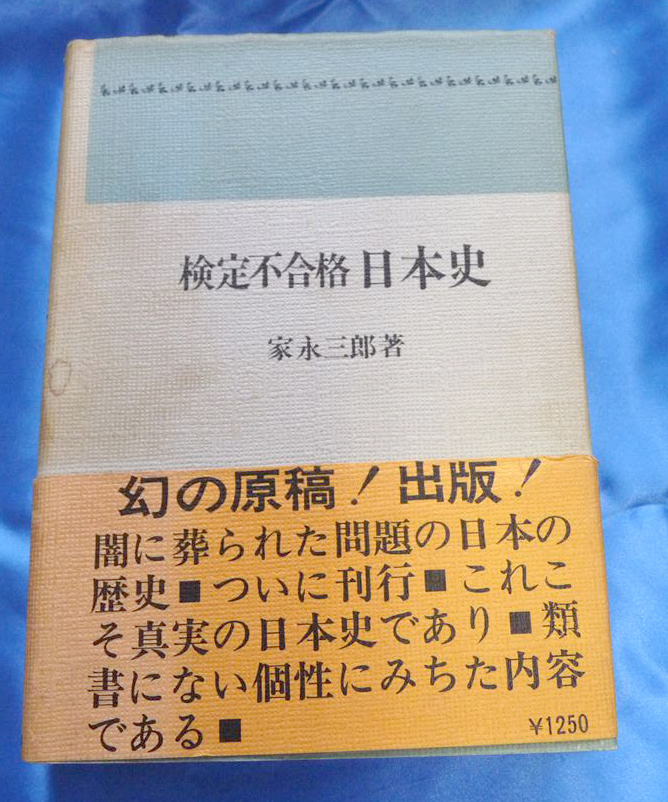 検定不合格 日本史
家永三郎著
幻の原稿!出版!
闇に葬られた問題の日本の
歴史■ついに刊行■これこ
そ真実の日本史であり■類
書にない個性にみちた内容
である■
¥1250